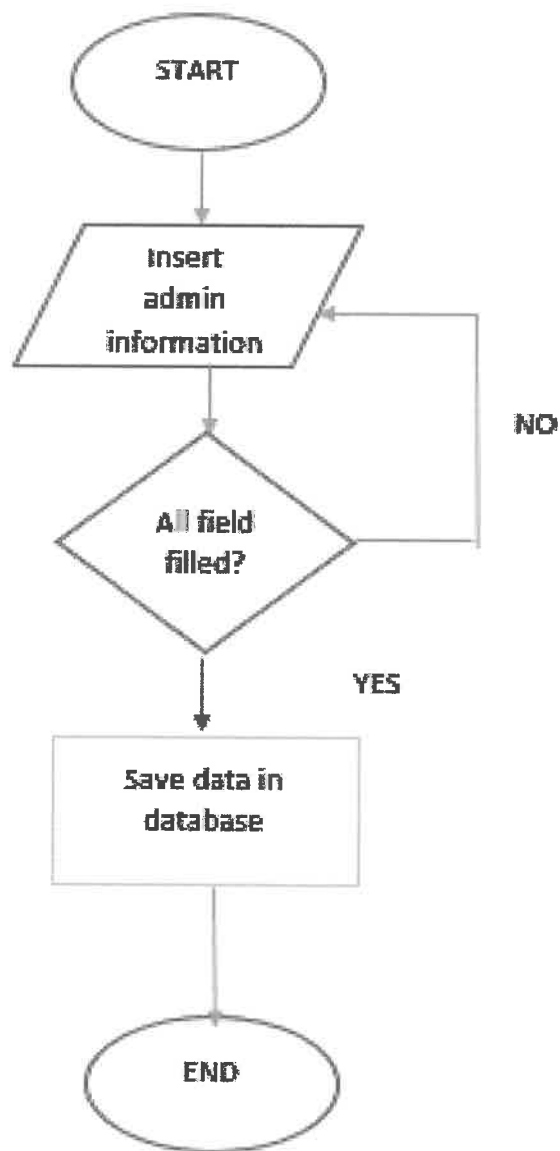 START
Insert
admin
information
NO
All field
filled?
YES
Save data in
database
END